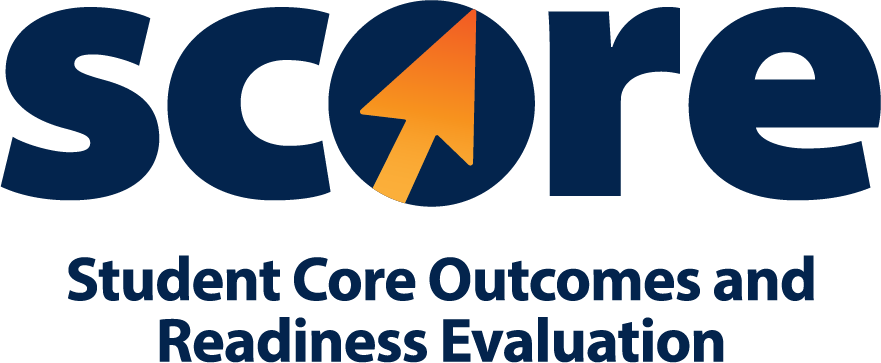 score
Student Core Outcomes and
Readiness Evaluation